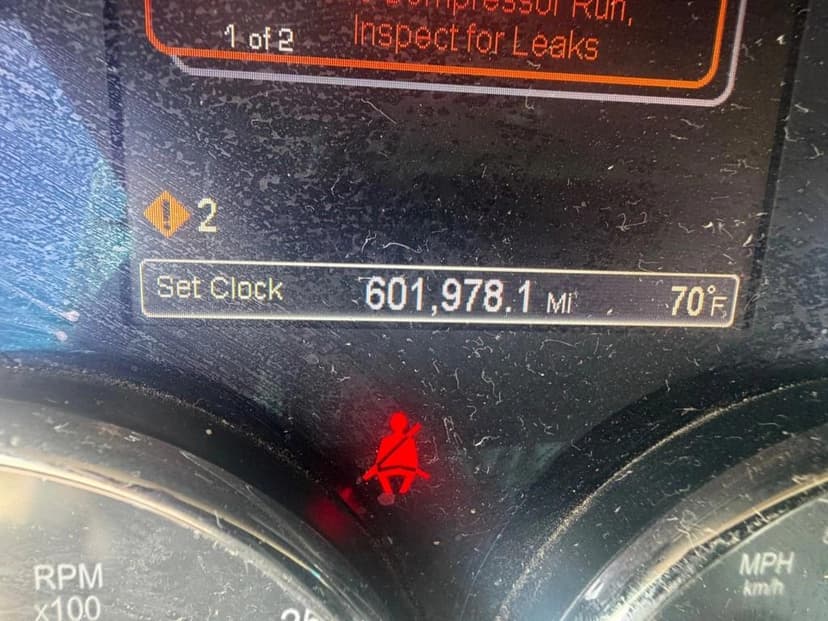 Compressor Run,
1 of 2 Inspect for Leaks
2
Set Clock 601,978.1 Mi 70°F
RPM
x100
25
MPH
km/h